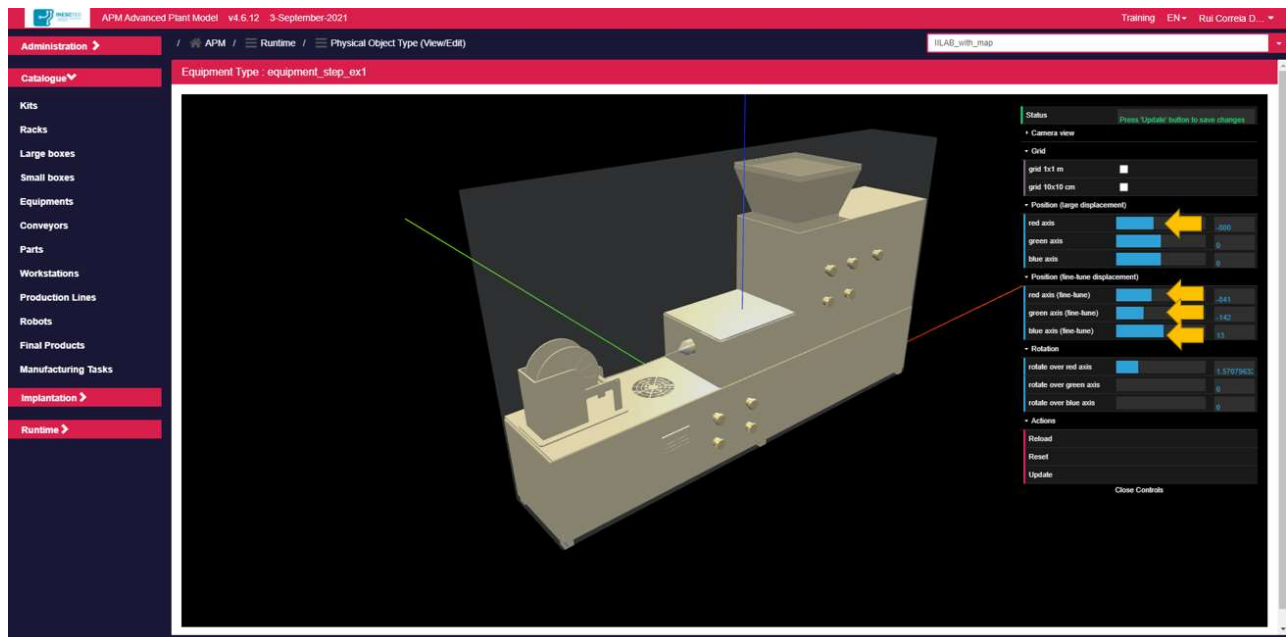 INESCTEC
APM Advanced Plant Model v4.6.12 3-September-2021
Training EN Rui Correia D...
Administration
/ APM / Runtime / Physical Object Type (View/Edit)
IILAB_with_map
Catalogue
Equipment Type : equipment_step_ex1
Kits
Racks
Large boxes
Small boxes
Equipments
Conveyors
Parts
Workstations
Production Lines
Robots
Final Products
Manufacturing Tasks
Implantation
Runtime
Status Press 'Update' button to save changes
Camera view
Grid
grid 1x1 m
grid 10x10 cm
Position (large displacement)
red axis -800
green axis 0
blue axis 0
Position (fine-tune displacement)
red axis (fine-tune) -841
green axis (fine-tune) -142
blue axis (fine-tune) 13
Rotation
rotate over red axis 1.5707963
rotate over green axis 0
rotate over blue axis 0
Actions
Reload
Reset
Update
Close Controls